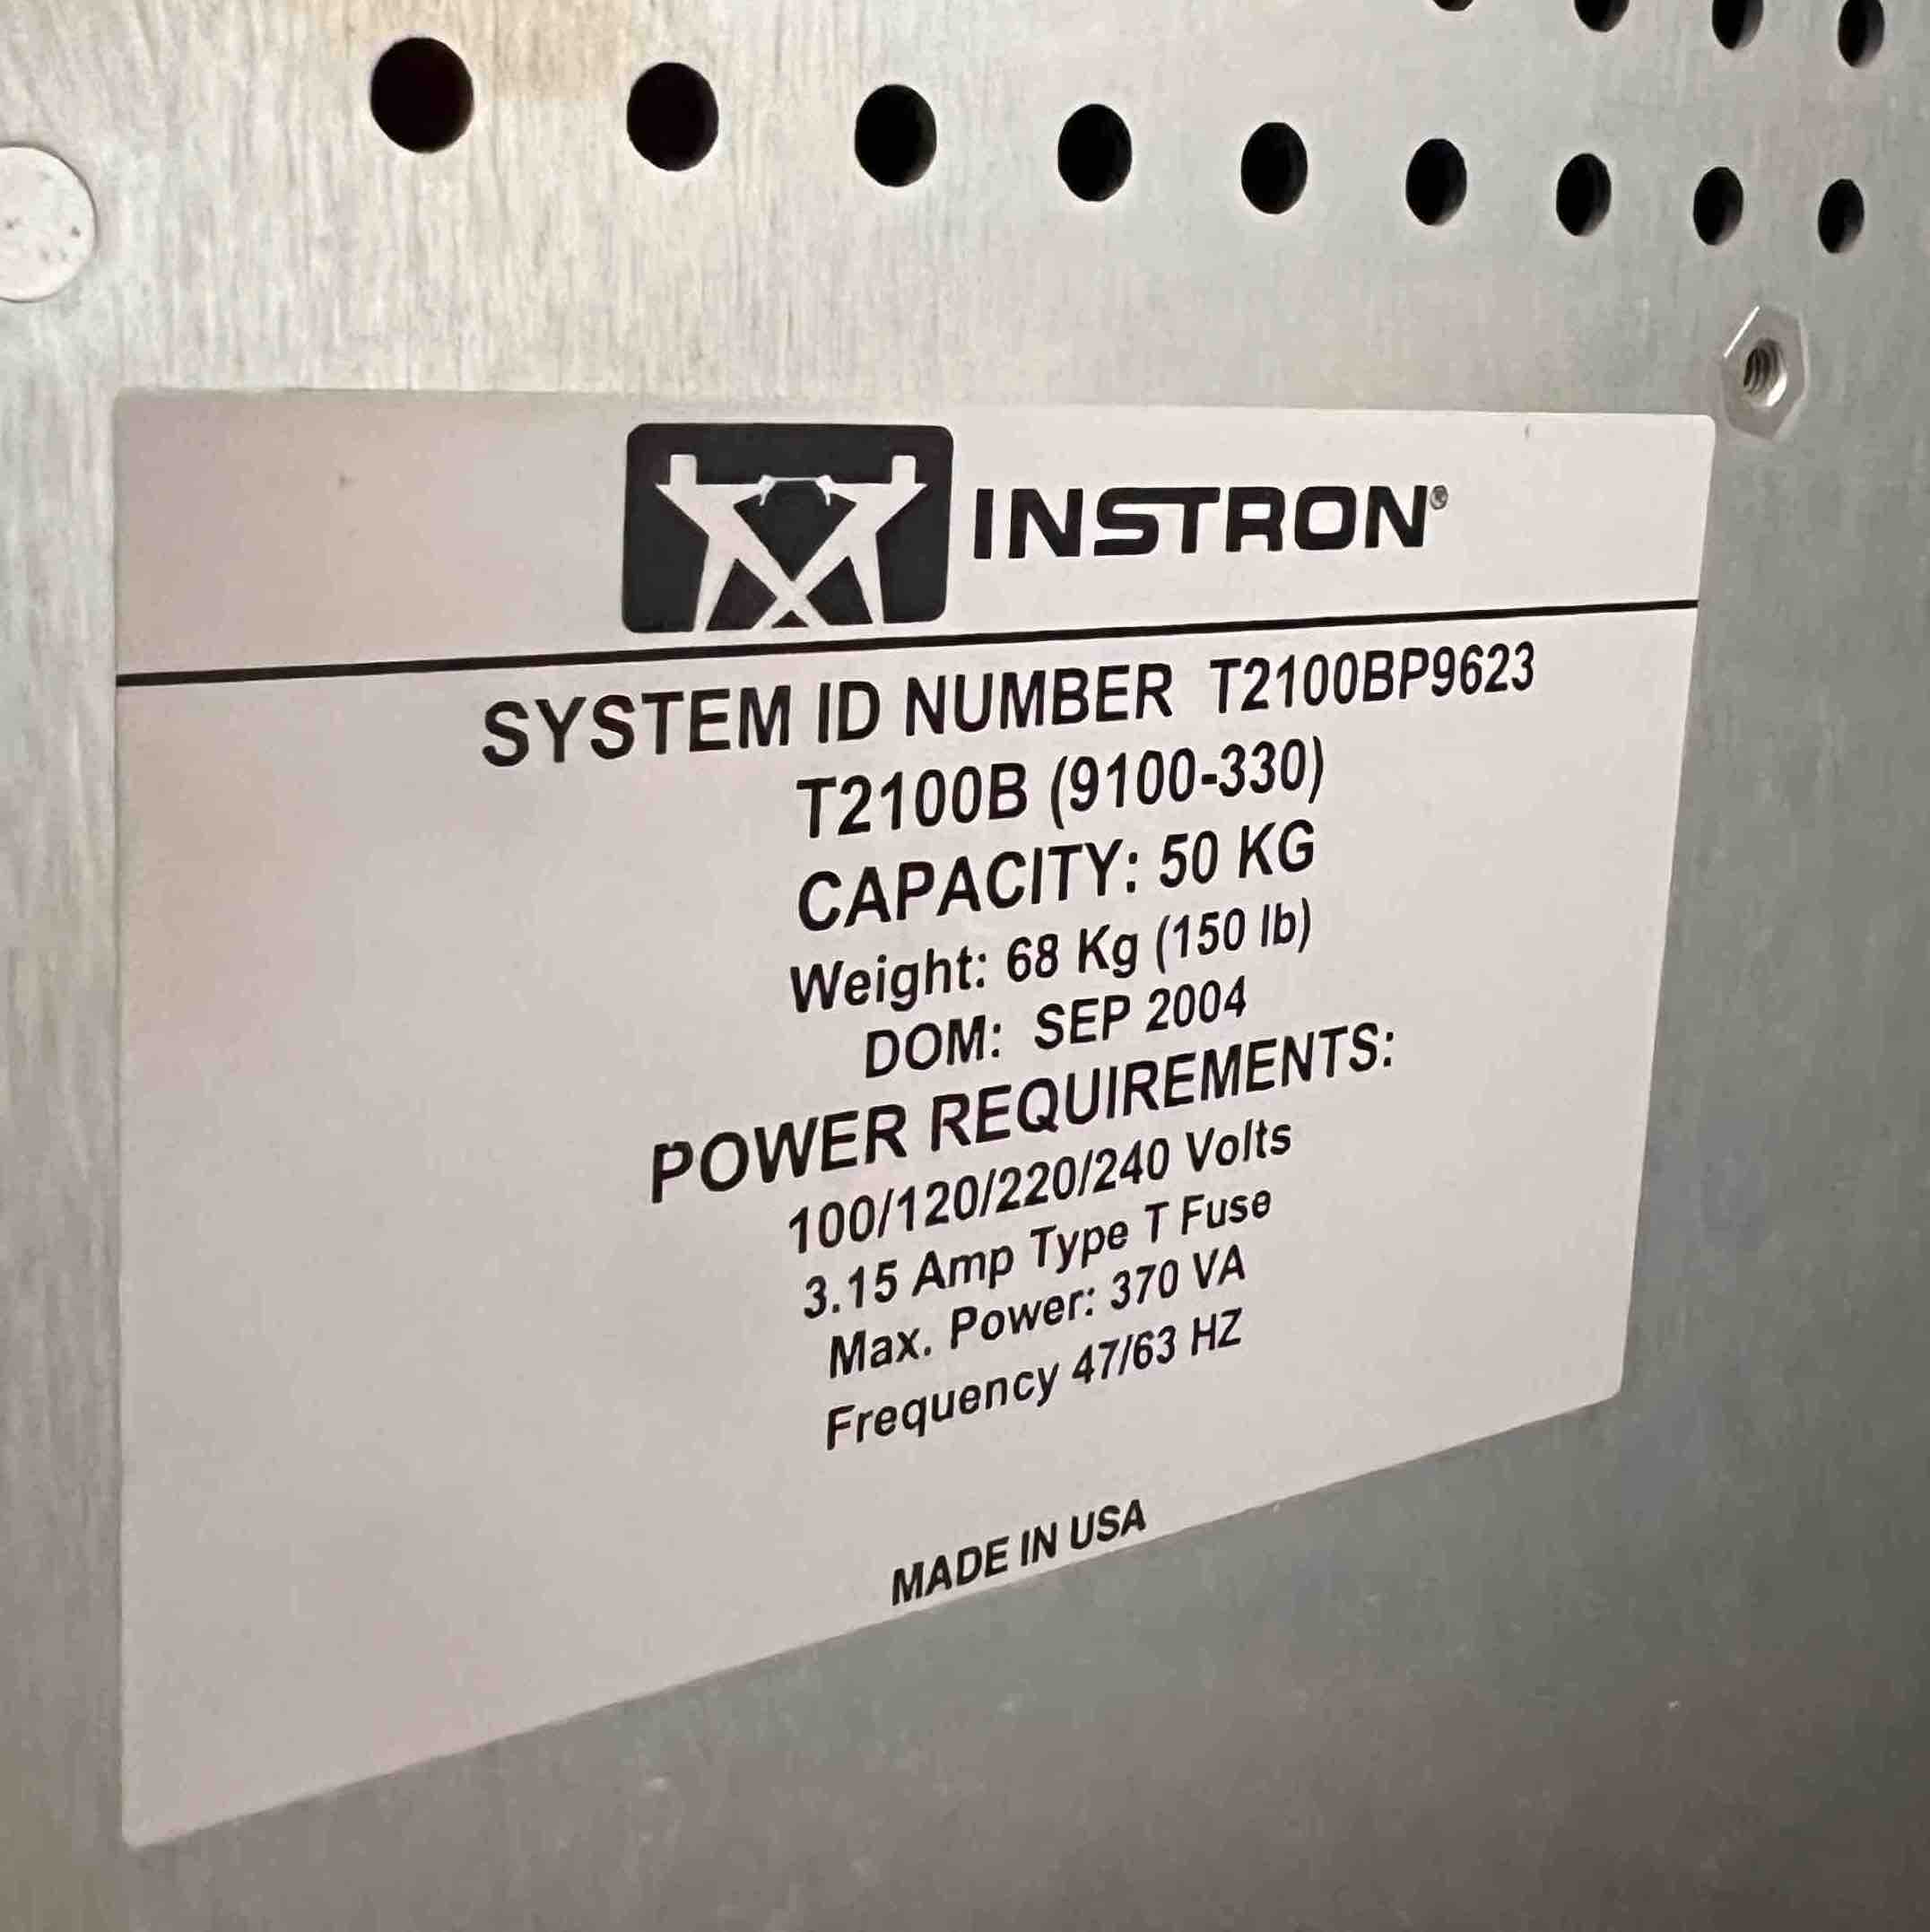 INSTRON®
SYSTEM ID NUMBER T2100BP9623
T2100B (9100-330)
CAPACITY: 50 KG
Weight: 68 Kg (150 lb)
DOM: SEP 2004
POWER REQUIREMENTS:
100/120/220/240 Volts
3.15 Amp Type T Fuse
Max. Power: 370 VA
Frequency 47/63 HZ
MADE IN USA